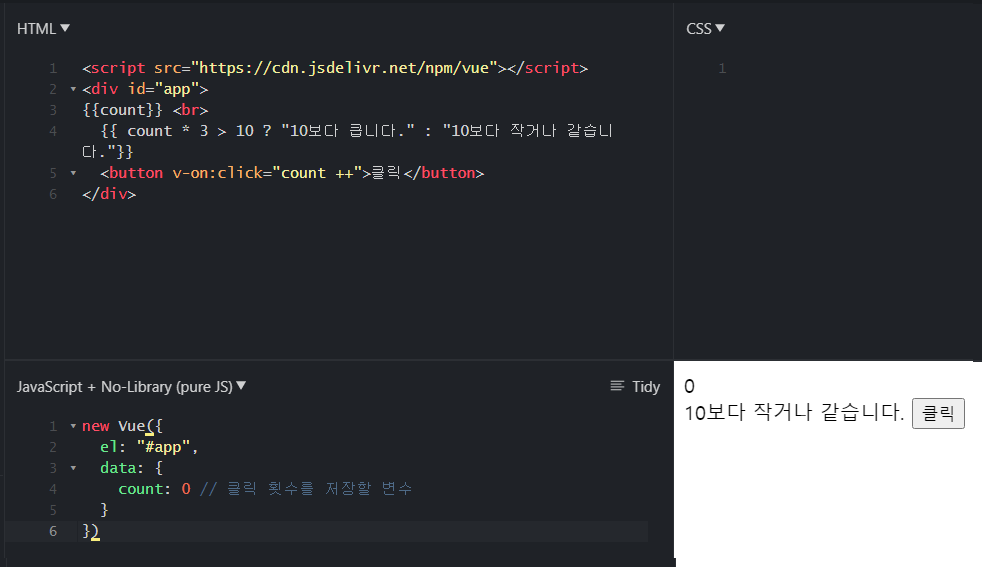 HTML ▼
1 <script src="https://cdn.jsdelivr.net/npm/vue"></script>
2 ▾ <div id="app">
3 {{count}} <br>
4 {{ count * 3 > 10 ? "10보다 큽니다." : "10보다 작거나 같습니
다."}}
5 ▾ <button v-on:click="count ++">클릭</button>
6 </div>
CSS ▼
1
JavaScript + No-Library (pure JS) ▼
Tidy
1 ▾ new Vue({
2 el: "#app",
3 ▾ data: {
4 count: 0 // 클릭 횟수를 저장할 변수
5 }
6 })
0
10보다 작거나 같습니다. 클릭